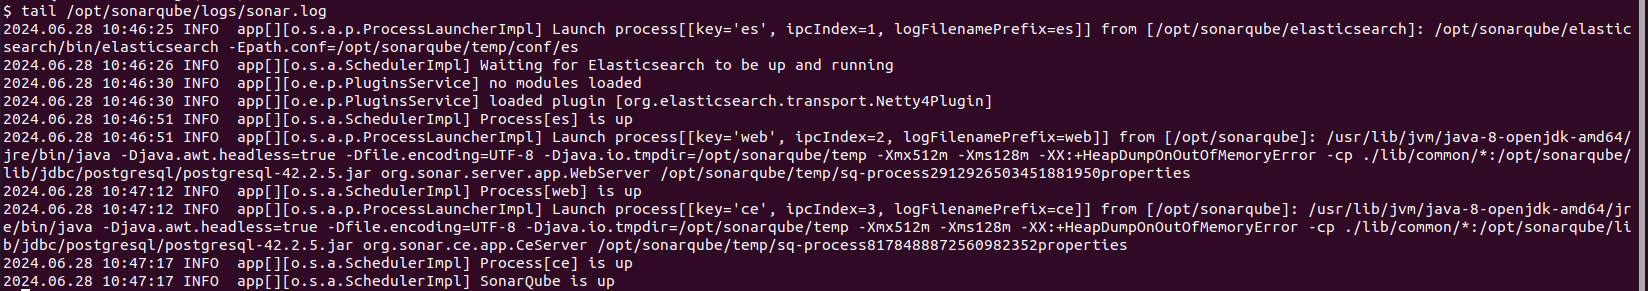 $ tail /opt/sonarqube/logs/sonar.log
2024.06.28 10:46:25 INFO  app[][o.s.a.p.ProcessLauncherImpl] Launch process[[key='es', ipcIndex=1, logFilenamePrefix=es]] from [/opt/sonarqube/elasticsearch]: /opt/sonarqube/elastic
search/bin/elasticsearch -Epath.conf=/opt/sonarqube/temp/conf/es
2024.06.28 10:46:26 INFO  app[][o.s.a.SchedulerImpl] Waiting for Elasticsearch to be up and running
2024.06.28 10:46:30 INFO  app[][o.e.p.PluginsService] no modules loaded
2024.06.28 10:46:30 INFO  app[][o.e.p.PluginsService] loaded plugin [org.elasticsearch.transport.Netty4Plugin]
2024.06.28 10:46:51 INFO  app[][o.s.a.SchedulerImpl] Process[es] is up
2024.06.28 10:46:51 INFO  app[][o.s.a.p.ProcessLauncherImpl] Launch process[[key='web', ipcIndex=2, logFilenamePrefix=web]] from [/opt/sonarqube]: /usr/lib/jvm/java-8-openjdk-amd64/
jre/bin/java -Djava.awt.headless=true -Dfile.encoding=UTF-8 -Djava.io.tmpdir=/opt/sonarqube/temp -Xmx512m -Xms128m -XX:+HeapDumpOnOutOfMemoryError -cp ./lib/common/*:/opt/sonarqube/
lib/jdbc/postgresql/postgresql-42.2.5.jar org.sonar.server.app.WebServer /opt/sonarqube/temp/sq-process2912926503451881950properties
2024.06.28 10:47:12 INFO  app[][o.s.a.SchedulerImpl] Process[web] is up
2024.06.28 10:47:12 INFO  app[][o.s.a.p.ProcessLauncherImpl] Launch process[[key='ce', ipcIndex=3, logFilenamePrefix=ce]] from [/opt/sonarqube]: /usr/lib/jvm/java-8-openjdk-amd64/jr
e/bin/java -Djava.awt.headless=true -Dfile.encoding=UTF-8 -Djava.io.tmpdir=/opt/sonarqube/temp -Xmx512m -Xms128m -XX:+HeapDumpOnOutOfMemoryError -cp ./lib/common/*:/opt/sonarqube/li
b/jdbc/postgresql/postgresql-42.2.5.jar org.sonar.ce.app.CeServer /opt/sonarqube/temp/sq-process8178488872560982352properties
2024.06.28 10:47:17 INFO  app[][o.s.a.SchedulerImpl] Process[ce] is up
2024.06.28 10:47:17 INFO  app[][o.s.a.SchedulerImpl] SonarQube is up